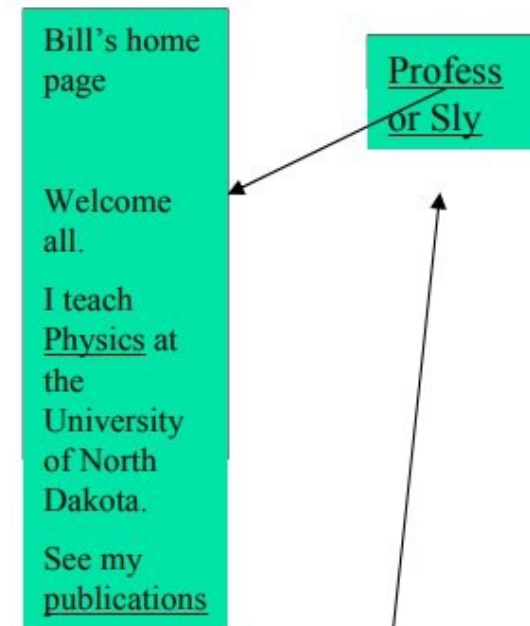 Bill's home
page
Welcome
all.
I teach
Physics at
the
University
of North
Dakota.
See my
publications
Profess
or Sly